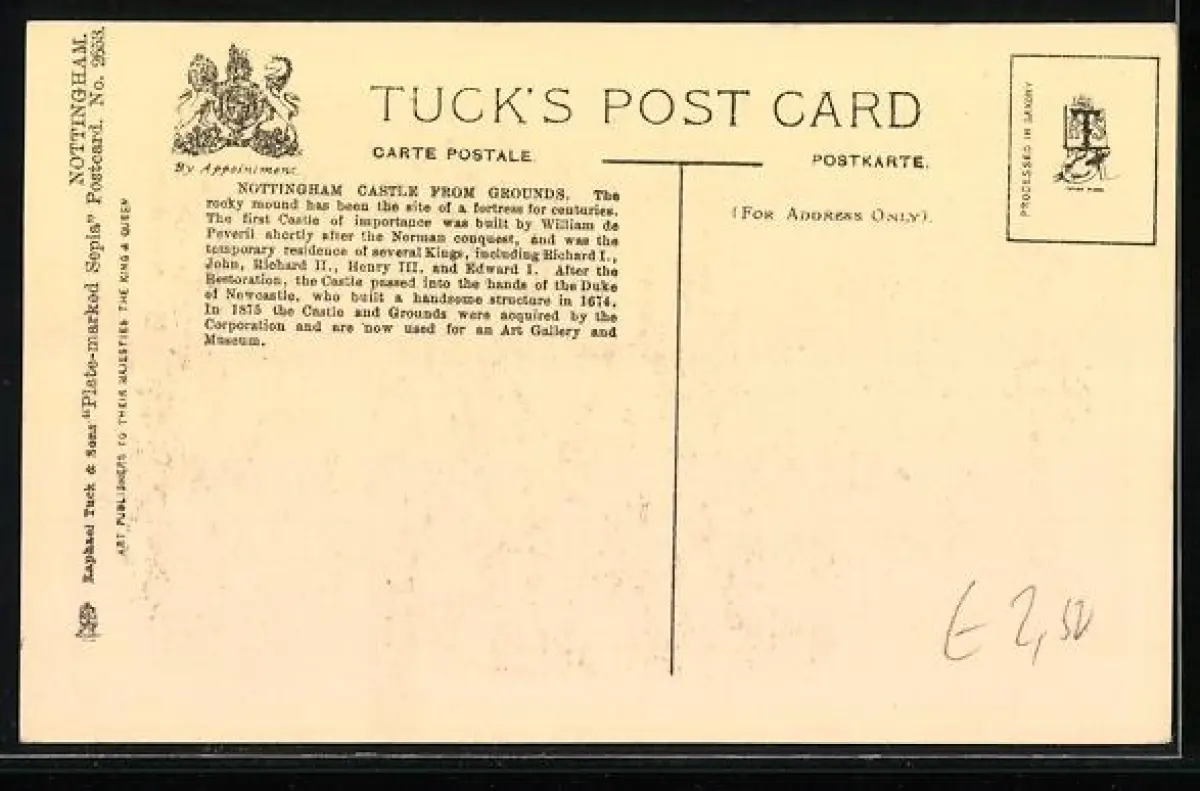 NOTTINGHAM.
Raphael Tuck & Sons "Plate-marked Sepia" Postcard. No. 2653.
ART PUBLISHERS TO THEIR MAJESTIES THE KING & QUEEN
By Appointment.
TUCK'S POST CARD
CARTE POSTALE.
POSTKARTE.
NOTTINGHAM CASTLE FROM GROUNDS. The
rocky mound has been the site of a fortress for centuries.
The first Castle of importance was built by William de
Peveril shortly after the Norman conquest, and was the
temporary residence of several Kings, including Richard I.,
John, Richard II., Henry III. and Edward I. After the
Restoration, the Castle passed into the hands of the Duke
of Newcastle, who built a handsome structure in 1674.
In 1875 the Castle and Grounds were acquired by the
Corporation and are now used for an Art Gallery and
Museum.
(FOR ADDRESS ONLY).
PROCESSED IN SAXONY
€ 2,50